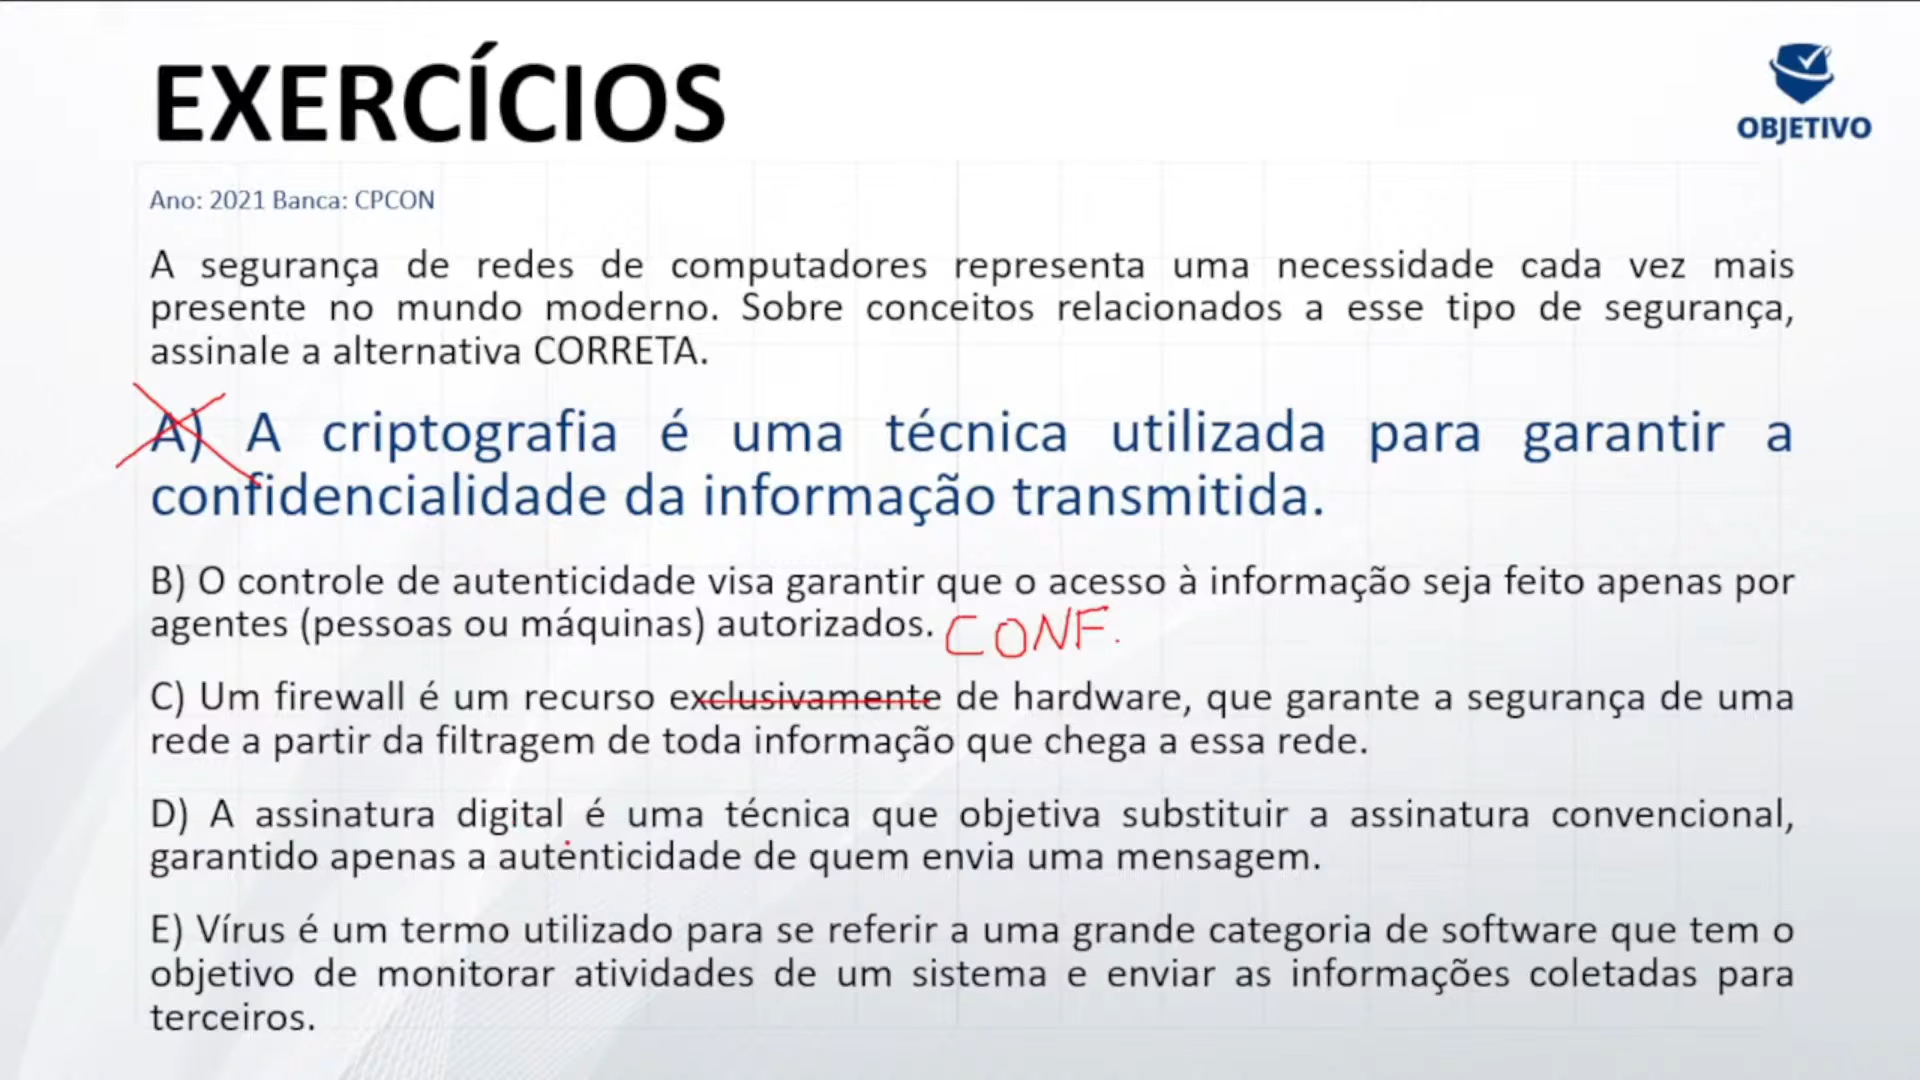 EXERCÍCIOS
OBJETIVO
Ano: 2021 Banca: CPCON
A segurança de redes de computadores representa uma necessidade cada vez mais
presente no mundo moderno. Sobre conceitos relacionados a esse tipo de segurança,
assinale a alternativa CORRETA.
A) A criptografia é uma técnica utilizada para garantir a
confidencialidade da informação transmitida.
B) O controle de autenticidade visa garantir que o acesso à informação seja feito apenas por
agentes (pessoas ou máquinas) autorizados. CONF.
C) Um firewall é um recurso exclusivamente de hardware, que garante a segurança de uma
rede a partir da filtragem de toda informação que chega a essa rede.
D) A assinatura digital é uma técnica que objetiva substituir a assinatura convencional,
garantido apenas a autenticidade de quem envia uma mensagem.
E) Vírus é um termo utilizado para se referir a uma grande categoria de software que tem o
objetivo de monitorar atividades de um sistema e enviar as informações coletadas para
terceiros.